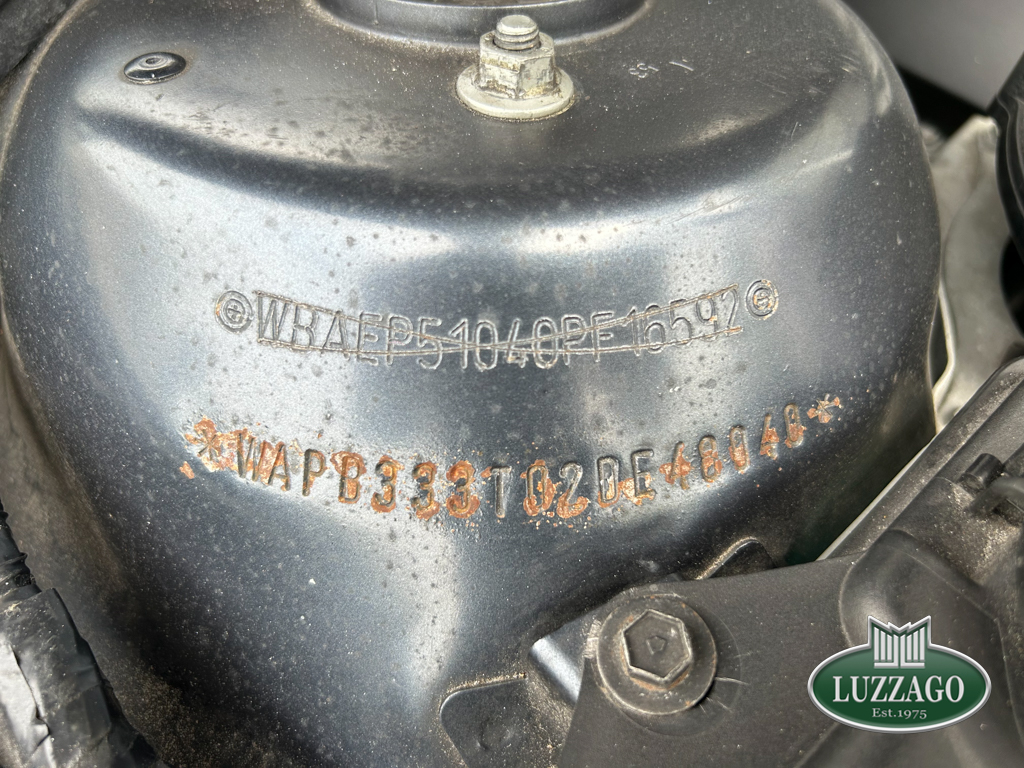 WBAEP51040PF16592
*WAPB333T02DE48048*
LUZZAGO
Est.1975